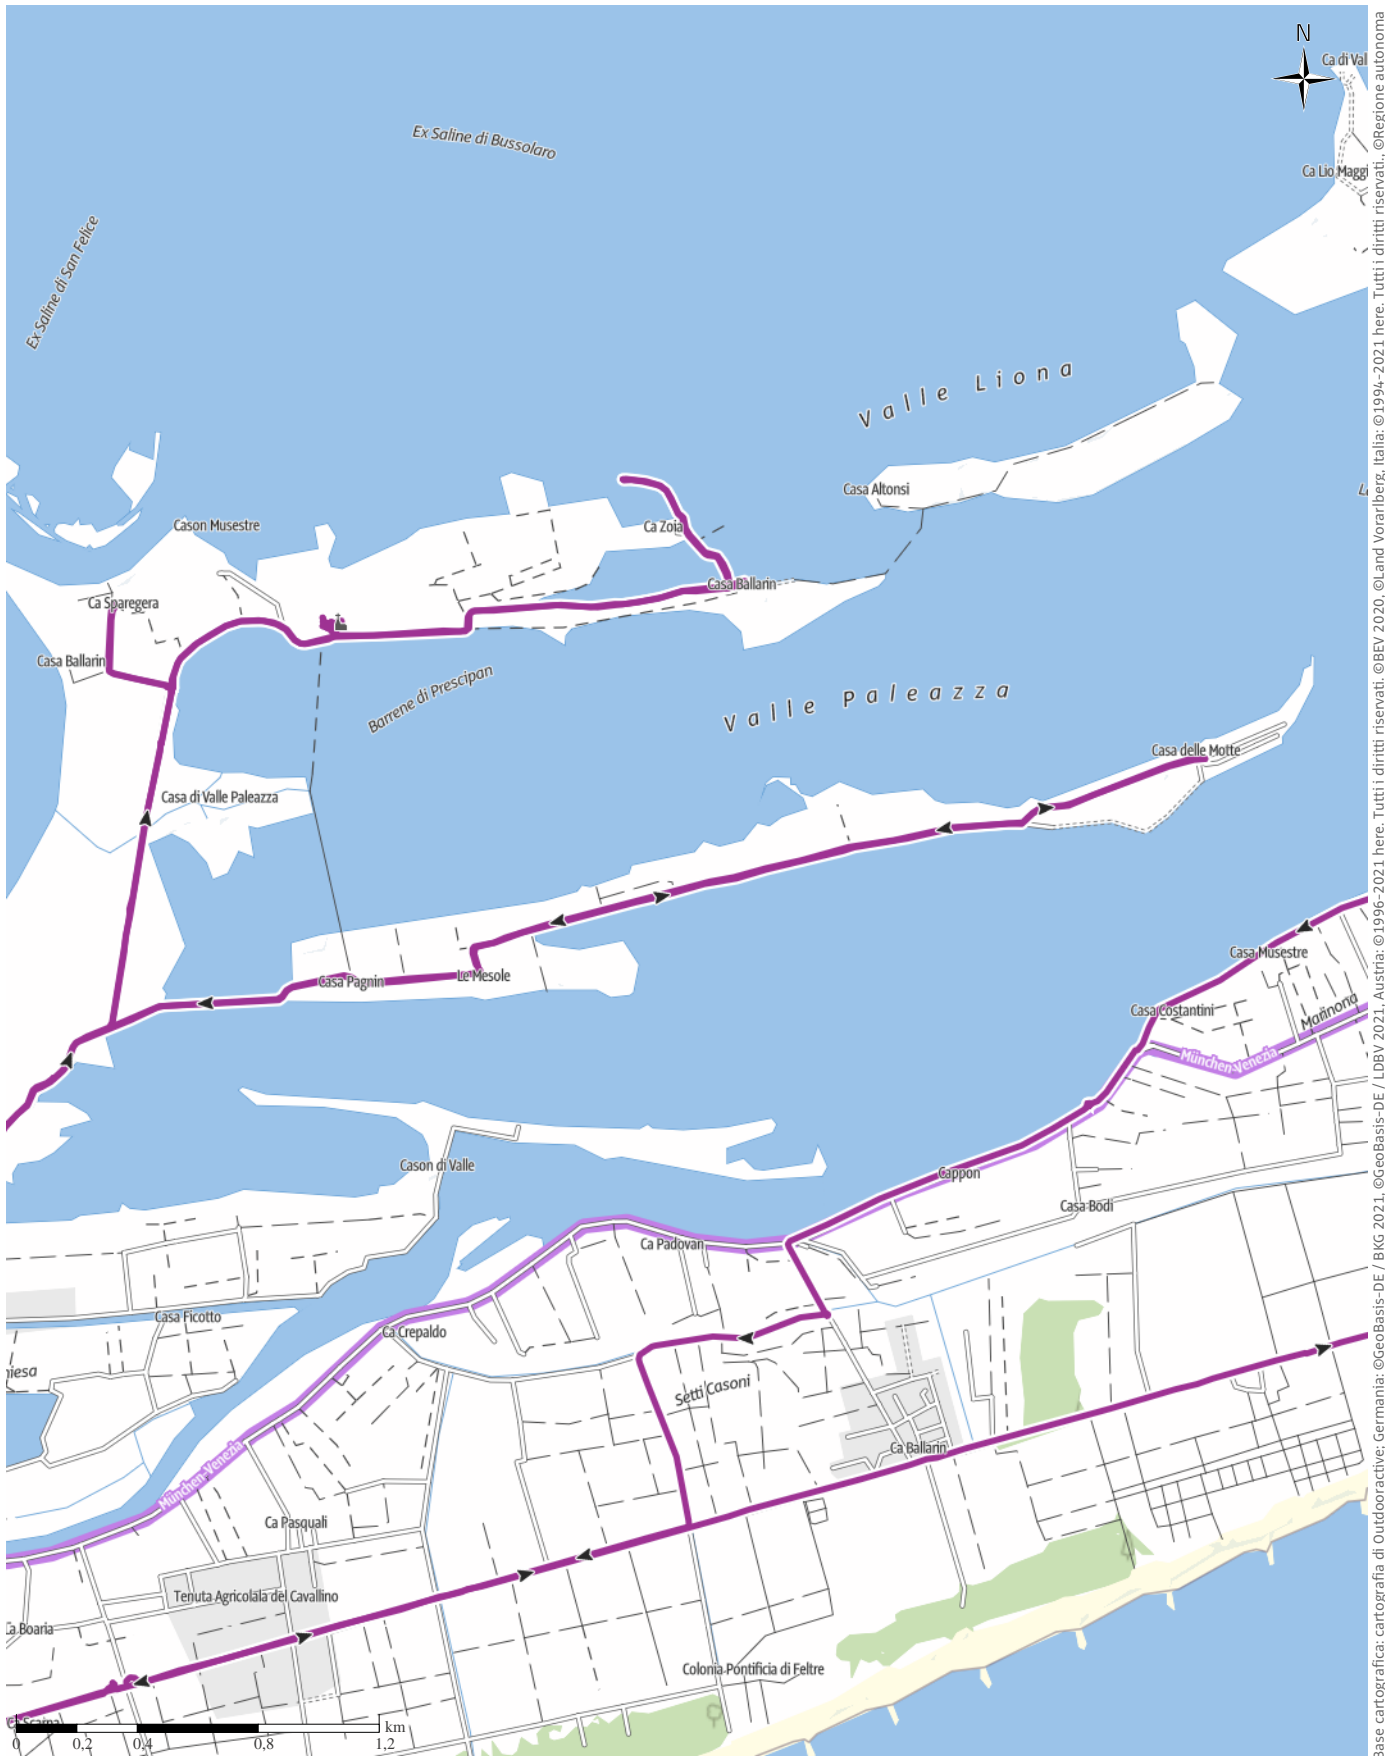 N
Ca di Val
Ex Saline di Bussolaro
Ca Lio Maggi
Ex Saline di San Felice
Valle Liona
Casa Altonsi
Cason Musestre
Ca Zoia
Casa Ballarin
Ca Sparegera
Casa Ballarin
Barrene di Prescipan
Valle Paleazza
Casa delle Motte
Casa di Valle Paleazza
Casa Musestre
Casa Pagnin
Le Mesole
Casa Costantini
Marinona
München-Venezia
Cason di Valle
Cappon
Casa Bodi
Ca Padovan
Casa Ficotto
Ca Crepaldo
hiesa
Setti Casoni
Ca Ballarin
München-Venezia
Ca Pasquali
Tenuta Agricolala del Cavallino
Ca Boaria
Colonia Pontificia di Feltre
km
0 0,2 0,4 0,8 1,2
Base cartografica: cartografia di Outdooractive; Germania: ©GeoBasis-DE / BKG 2021, ©GeoBasis-DE / LDBV 2021, Austria: ©1996-2021 here. Tutti i diritti riservati. ©BEV 2020, ©Land Vorarlberg, Italia: ©1994-2021 here. Tutti i diritti riservati., ©Regione autonoma